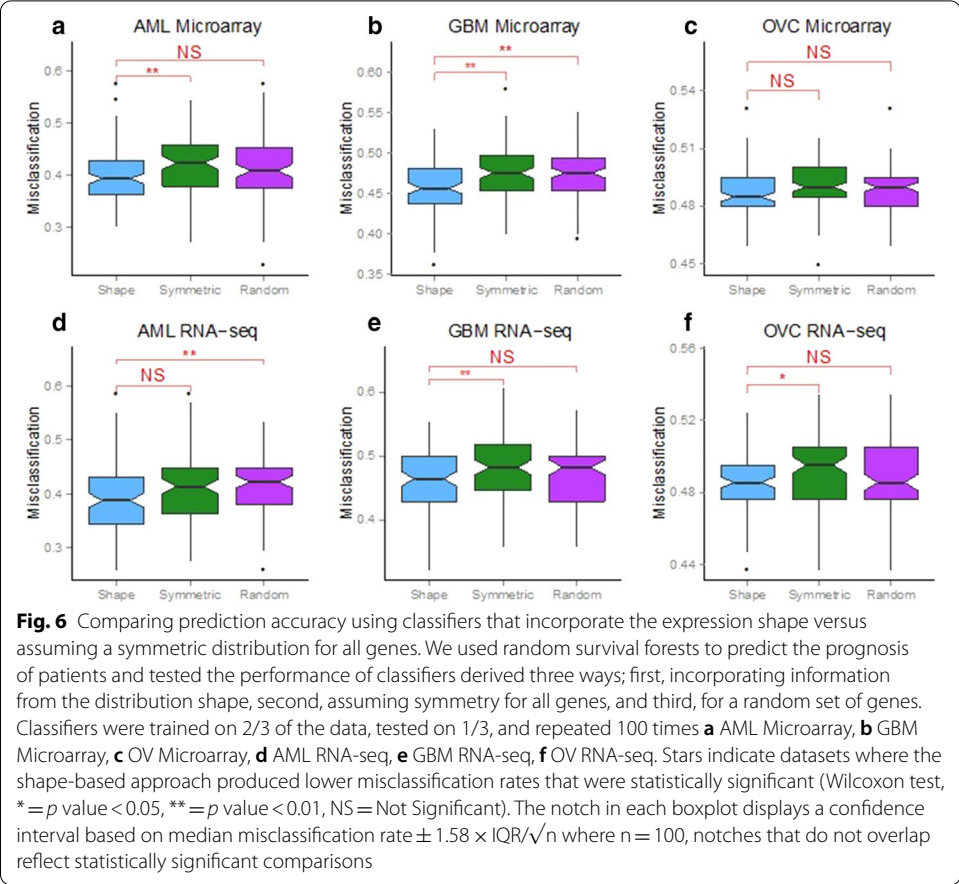 a AML Microarray
NS
**
0.6
0.5
0.4
0.3
Misclassification
Shape Symmetric Random
b GBM Microarray
**
**
0.60
0.55
0.50
0.45
0.40
0.35
Misclassification
Shape Symmetric Random
c OVC Microarray
NS
NS
0.54
0.51
0.48
0.45
Misclassification
Shape Symmetric Random
d AML RNA-seq
**
NS
0.6
0.5
0.4
0.3
Misclassification
Shape Symmetric Random
e GBM RNA-seq
NS
**
0.6
0.5
0.4
Misclassification
Shape Symmetric Random
f OVC RNA-seq
NS
*
0.56
0.52
0.48
0.44
Misclassification
Shape Symmetric Random
Fig. 6 Comparing prediction accuracy using classifiers that incorporate the expression shape versus
assuming a symmetric distribution for all genes. We used random survival forests to predict the prognosis
of patients and tested the performance of classifiers derived three ways; first, incorporating information
from the distribution shape, second, assuming symmetry for all genes, and third, for a random set of genes.
Classifiers were trained on 2/3 of the data, tested on 1/3, and repeated 100 times a AML Microarray, b GBM
Microarray, c OV Microarray, d AML RNA-seq, e GBM RNA-seq, f OV RNA-seq. Stars indicate datasets where the
shape-based approach produced lower misclassification rates that were statistically significant (Wilcoxon test,
* = p value < 0.05, ** = p value < 0.01, NS = Not Significant). The notch in each boxplot displays a confidence
interval based on median misclassification rate ± 1.58 × IQR/√n where n = 100, notches that do not overlap
reflect statistically significant comparisons